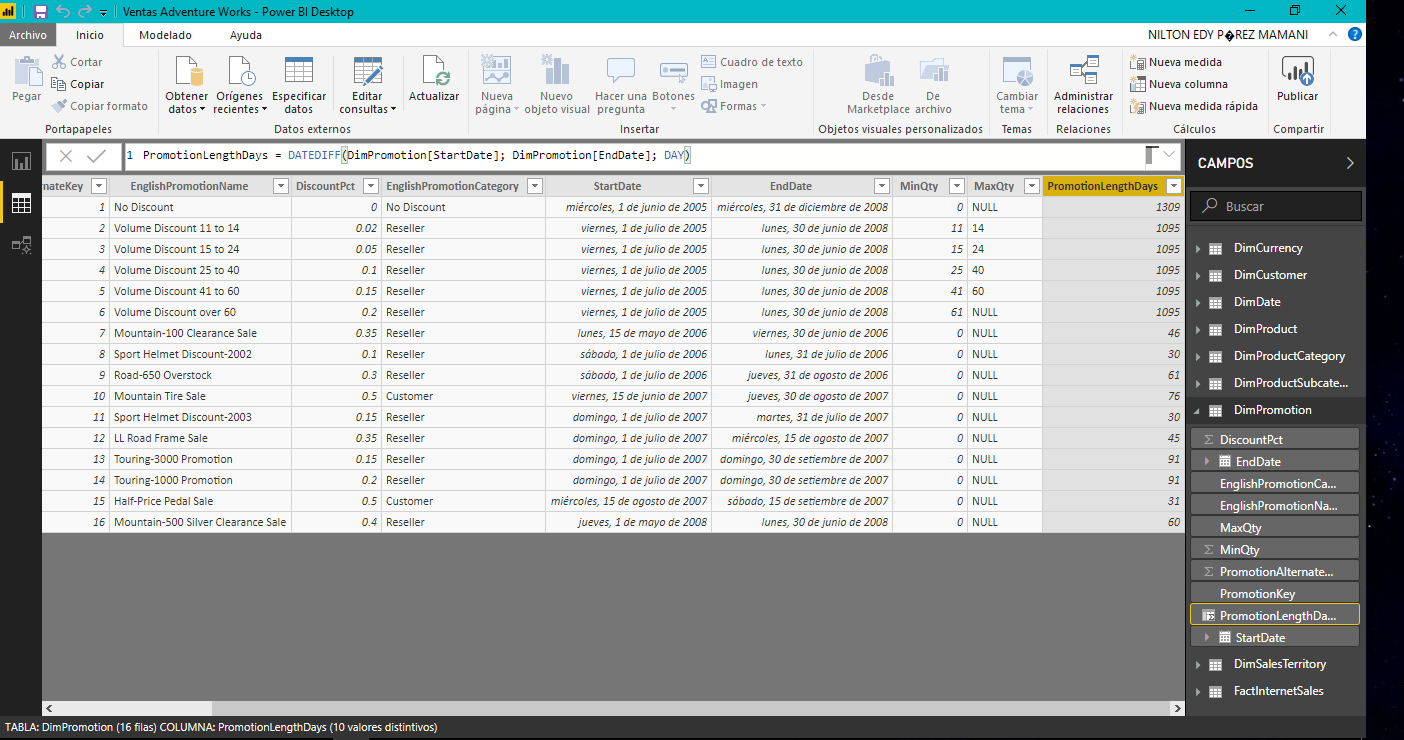 Ventas Adventure Works - Power BI Desktop
Archivo Inicio Modelado Ayuda NILTON EDY P�REZ MAMANI ?
Pegar
Cortar
Copiar
Copiar formato
Portapapeles
Obtener datos
Orígenes recientes
Especificar datos
Editar consultas
Datos externos
Actualizar
Nueva página
Nuevo objeto visual
Hacer una pregunta
Botones
Cuadro de texto
Imagen
Formas
Insertar
Desde Marketplace
De archivo
Objetos visuales personalizados
Cambiar tema
Temas
Administrar relaciones
Relaciones
Nueva medida
Nueva columna
Nueva medida rápida
Cálculos
Publicar
Compartir
1 PromotionLengthDays = DATEDIFF(DimPromotion[StartDate]; DimPromotion[EndDate]; DAY)
nateKey EnglishPromotionName DiscountPct EnglishPromotionCategory StartDate EndDate MinQty MaxQty PromotionLengthDays
1 No Discount 0 No Discount miércoles, 1 de junio de 2005 miércoles, 31 de diciembre de 2008 0 NULL 1309
2 Volume Discount 11 to 14 0.02 Reseller viernes, 1 de julio de 2005 lunes, 30 de junio de 2008 11 14 1095
3 Volume Discount 15 to 24 0.05 Reseller viernes, 1 de julio de 2005 lunes, 30 de junio de 2008 15 24 1095
4 Volume Discount 25 to 40 0.1 Reseller viernes, 1 de julio de 2005 lunes, 30 de junio de 2008 25 40 1095
5 Volume Discount 41 to 60 0.15 Reseller viernes, 1 de julio de 2005 lunes, 30 de junio de 2008 41 60 1095
6 Volume Discount over 60 0.2 Reseller viernes, 1 de julio de 2005 lunes, 30 de junio de 2008 61 NULL 1095
7 Mountain-100 Clearance Sale 0.35 Reseller lunes, 15 de mayo de 2006 viernes, 30 de junio de 2006 0 NULL 46
8 Sport Helmet Discount-2002 0.1 Reseller sábado, 1 de julio de 2006 lunes, 31 de julio de 2006 0 NULL 30
9 Road-650 Overstock 0.3 Reseller sábado, 1 de julio de 2006 jueves, 31 de agosto de 2006 0 NULL 61
10 Mountain Tire Sale 0.5 Customer viernes, 15 de junio de 2007 jueves, 30 de agosto de 2007 0 NULL 76
11 Sport Helmet Discount-2003 0.15 Reseller domingo, 1 de julio de 2007 martes, 31 de julio de 2007 0 NULL 30
12 LL Road Frame Sale 0.35 Reseller domingo, 1 de julio de 2007 miércoles, 15 de agosto de 2007 0 NULL 45
13 Touring-3000 Promotion 0.15 Reseller domingo, 1 de julio de 2007 domingo, 30 de setiembre de 2007 0 NULL 91
14 Touring-1000 Promotion 0.2 Reseller domingo, 1 de julio de 2007 domingo, 30 de setiembre de 2007 0 NULL 91
15 Half-Price Pedal Sale 0.5 Customer miércoles, 15 de agosto de 2007 sábado, 15 de setiembre de 2007 0 NULL 31
16 Mountain-500 Silver Clearance Sale 0.4 Reseller jueves, 1 de mayo de 2008 lunes, 30 de junio de 2008 0 NULL 60
CAMPOS
Buscar
DimCurrency
DimCustomer
DimDate
DimProduct
DimProductCategory
DimProductSubcate...
DimPromotion
DiscountPct
EndDate
EnglishPromotionCa...
EnglishPromotionNa...
MaxQty
MinQty
PromotionAlternate...
PromotionKey
PromotionLengthDa...
StartDate
DimSalesTerritory
FactInternetSales
TABLA: DimPromotion (16 filas) COLUMNA: PromotionLengthDays (10 valores distintivos)